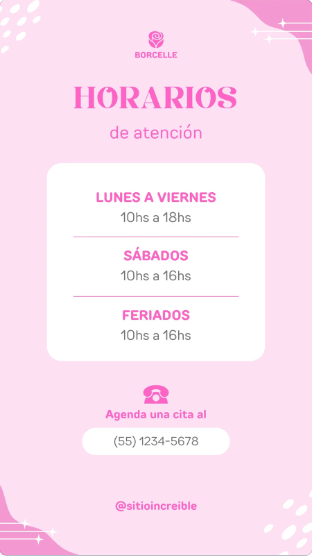 BORCELLE
HORARIOS
de atención
LUNES A VIERNES
10hs a 18hs
SÁBADOS
10hs a 16hs
FERIADOS
10hs a 16hs
Agenda una cita al
(55) 1234-5678
@sitioincreible